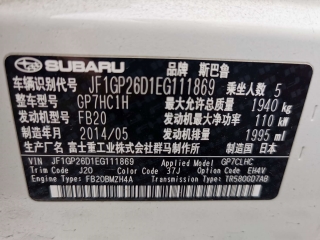 SUBARU 斯巴鲁
车辆识别代号 JF1GP26D1EG111869 乘坐人数 5
整车型号 GP7HC1H 最大允许总质量 1940 kg
发动机型号 FB20 发动机最大净功率 110 kW
制造年月 2014/05 发动机排量 1995 ml
生产厂名 富士重工业株式会社群马制作所 制造国 日本
VIN JF1GP26D1EG111869 Applied Model GP7CLHC
Trim Code J20 Color Code 37J Option Code EH4V
Engine Type FB20BMZH4A Trans. Type TR580GD7AB